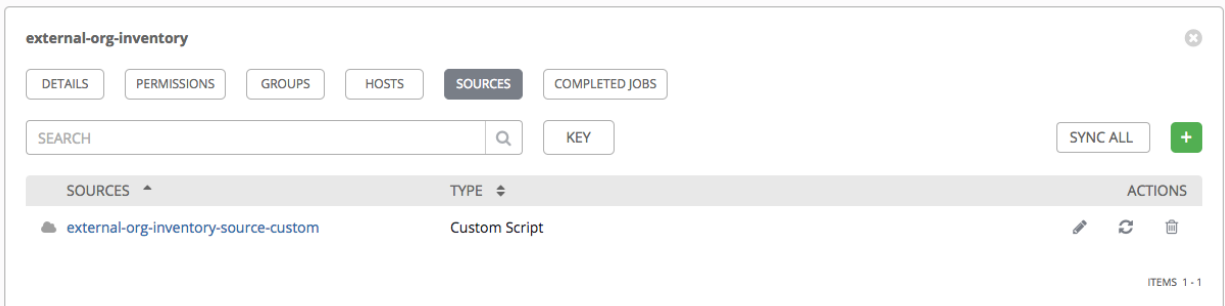 external-org-inventory
DETAILS PERMISSIONS GROUPS HOSTS SOURCES COMPLETED JOBS
SEARCH KEY SYNC ALL +
SOURCES TYPE ACTIONS
external-org-inventory-source-custom Custom Script
ITEMS 1 - 1